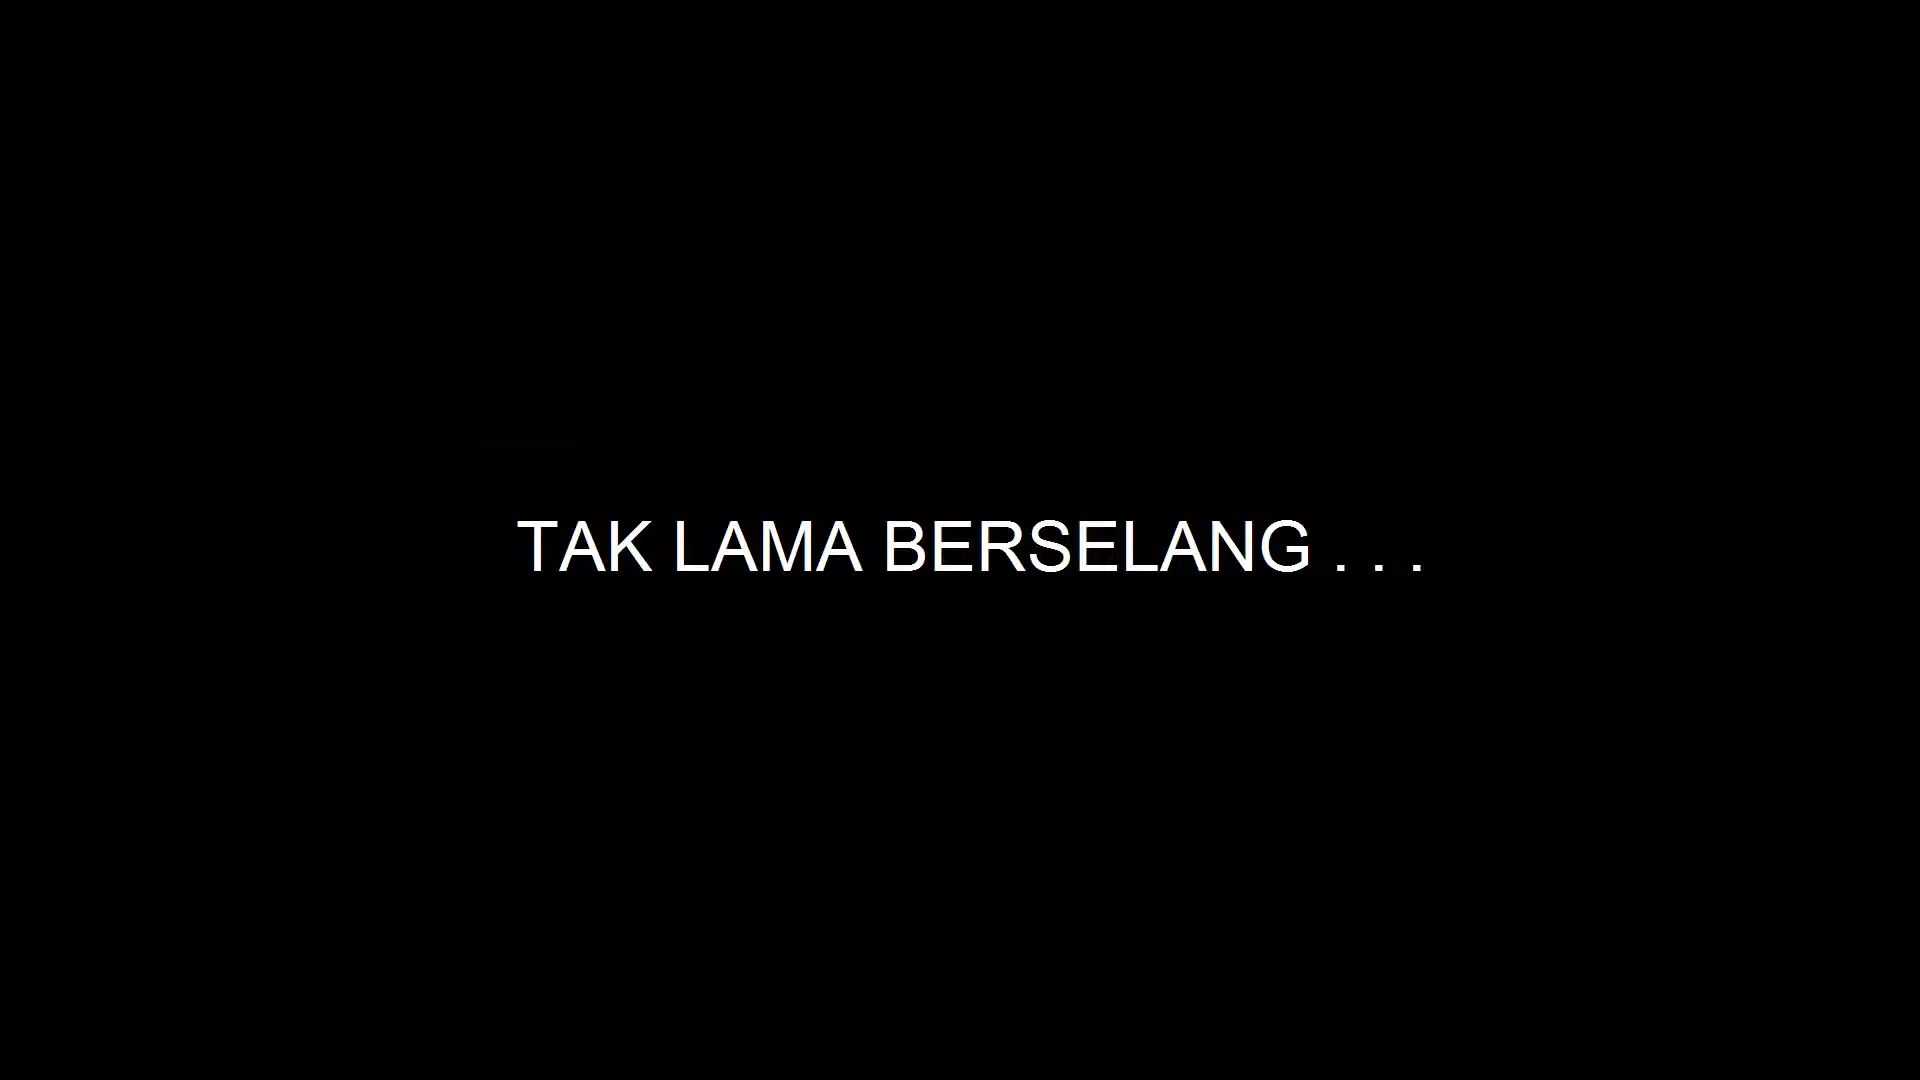 TAK LAMA BERSELANG . . .